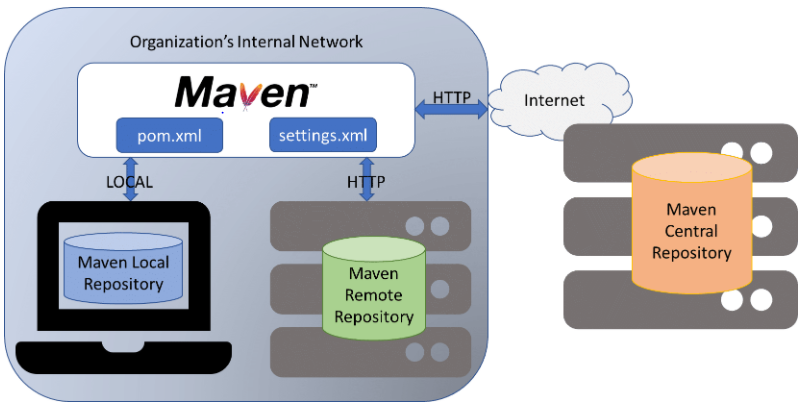 Organization's Internal Network
Maven™
pom.xml
settings.xml
HTTP
Internet
LOCAL
HTTP
Maven Local
Repository
Maven
Remote
Repository
Maven
Central
Repository